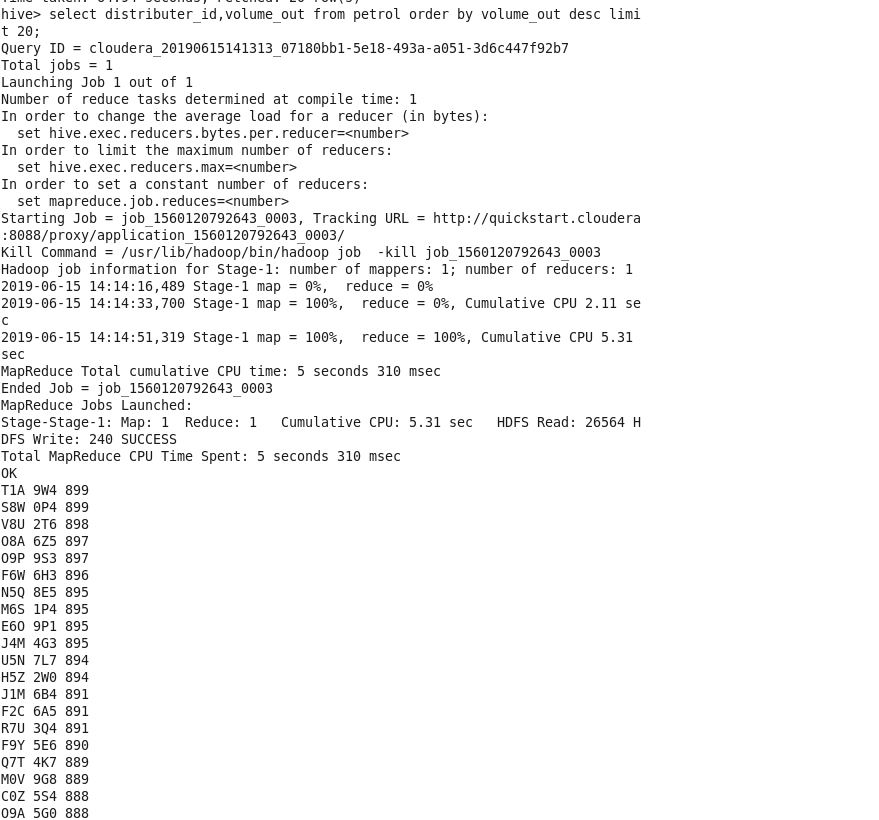 hive> select distributer_id,volume_out from petrol order by volume_out desc limi
t 20;
Query ID = cloudera_20190615141313_07180bb1-5e18-493a-a051-3d6c447f92b7
Total jobs = 1
Launching Job 1 out of 1
Number of reduce tasks determined at compile time: 1
In order to change the average load for a reducer (in bytes):
  set hive.exec.reducers.bytes.per.reducer=<number>
In order to limit the maximum number of reducers:
  set hive.exec.reducers.max=<number>
In order to set a constant number of reducers:
  set mapreduce.job.reduces=<number>
Starting Job = job_1560120792643_0003, Tracking URL = http://quickstart.cloudera
:8088/proxy/application_1560120792643_0003/
Kill Command = /usr/lib/hadoop/bin/hadoop job  -kill job_1560120792643_0003
Hadoop job information for Stage-1: number of mappers: 1; number of reducers: 1
2019-06-15 14:14:16,489 Stage-1 map = 0%,  reduce = 0%
2019-06-15 14:14:33,700 Stage-1 map = 100%,  reduce = 0%, Cumulative CPU 2.11 se
c
2019-06-15 14:14:51,319 Stage-1 map = 100%,  reduce = 100%, Cumulative CPU 5.31
sec
MapReduce Total cumulative CPU time: 5 seconds 310 msec
Ended Job = job_1560120792643_0003
MapReduce Jobs Launched:
Stage-Stage-1: Map: 1  Reduce: 1   Cumulative CPU: 5.31 sec   HDFS Read: 26564 H
DFS Write: 240 SUCCESS
Total MapReduce CPU Time Spent: 5 seconds 310 msec
OK
T1A 9W4 899
S8W 0P4 899
V8U 2T6 898
O8A 6Z5 897
O9P 9S3 897
F6W 6H3 896
N5Q 8E5 895
M6S 1P4 895
E6O 9P1 895
J4M 4G3 895
U5N 7L7 894
H5Z 2W0 894
J1M 6B4 891
F2C 6A5 891
R7U 3Q4 891
F9Y 5E6 890
Q7T 4K7 889
M0V 9G8 889
C0Z 5S4 888
O9A 5G0 888